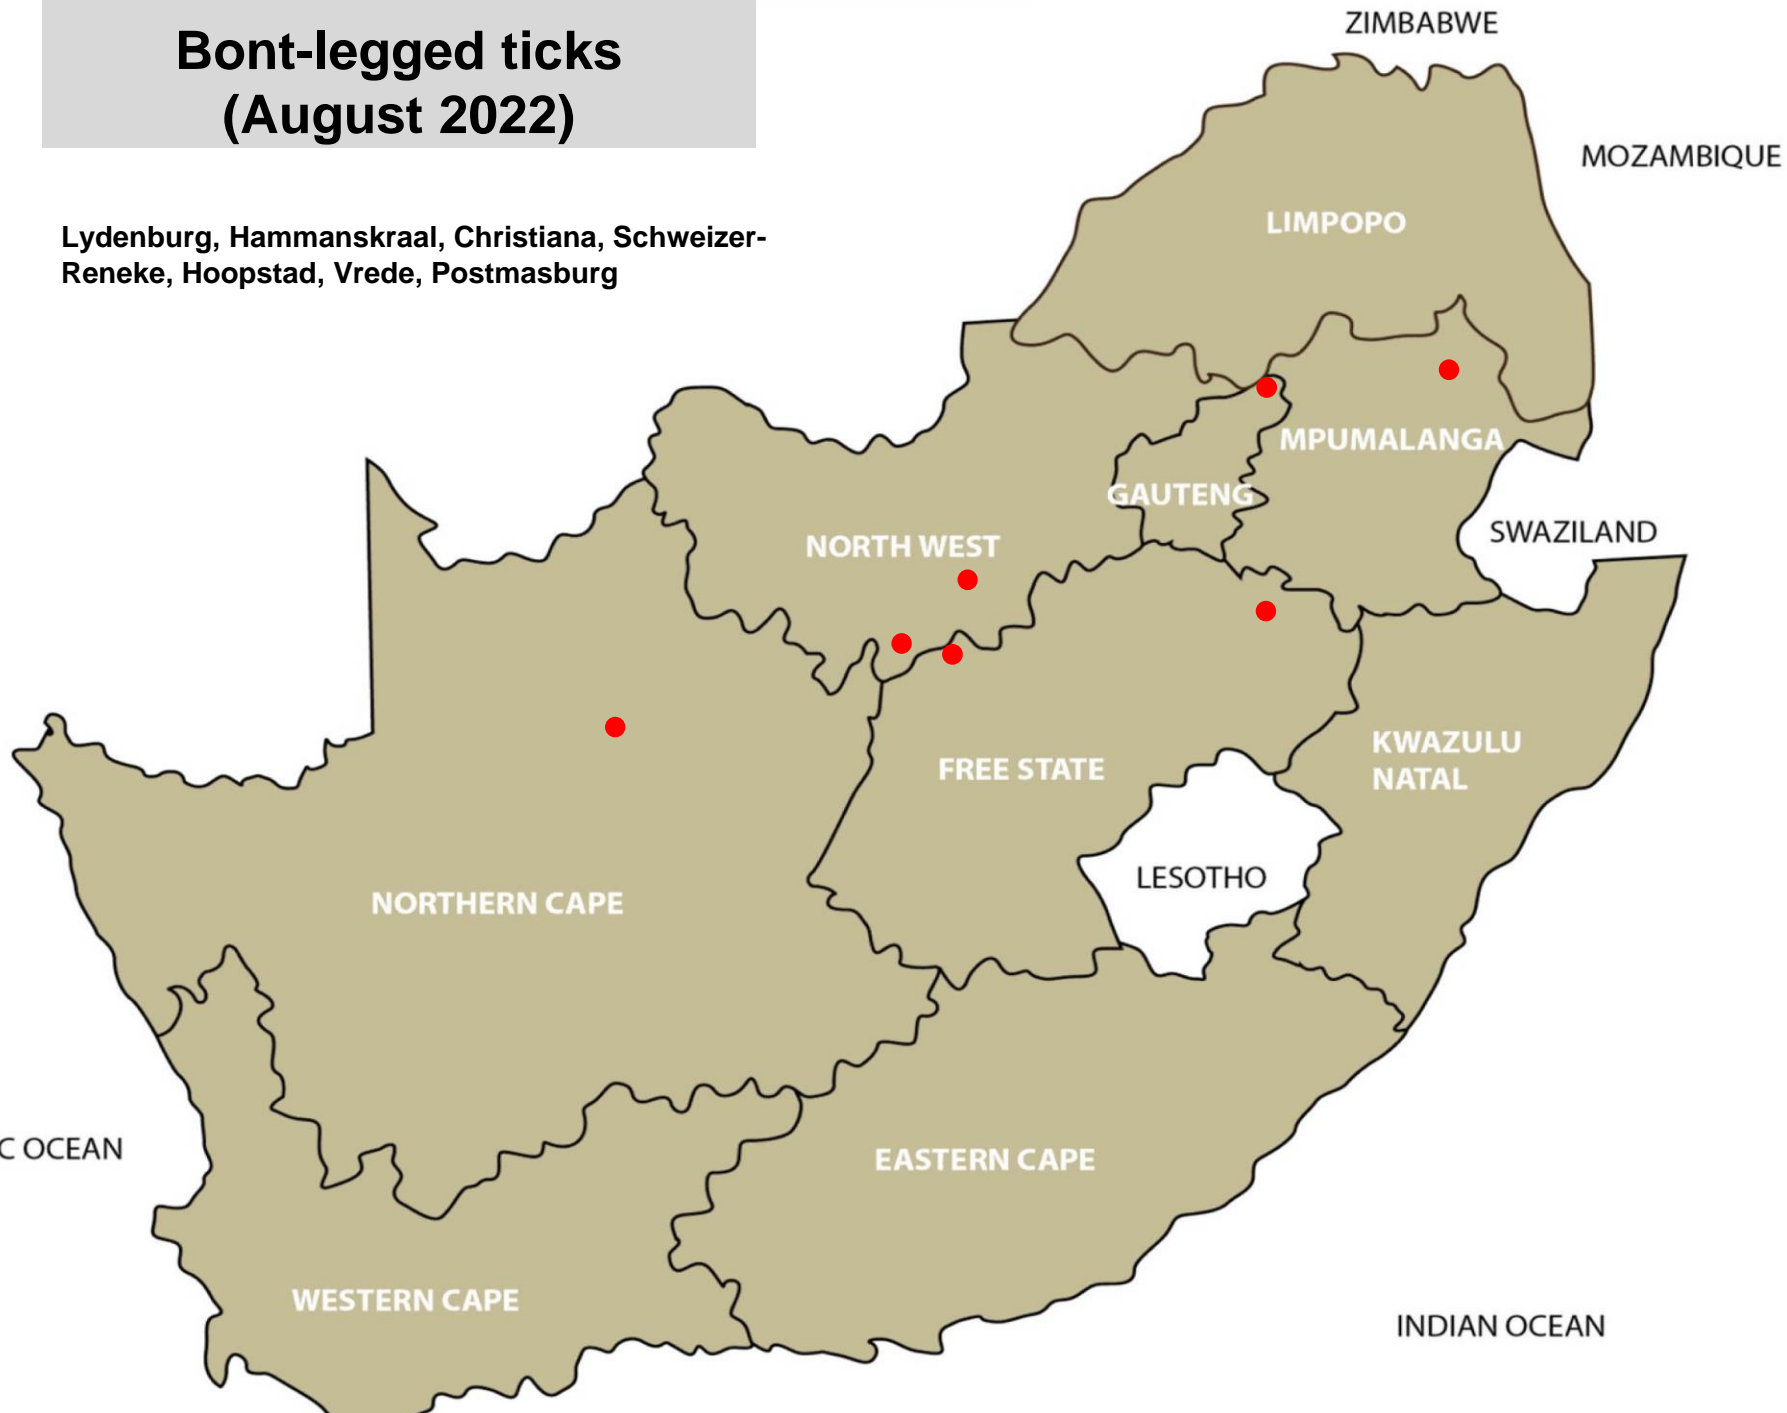 Bont-legged ticks
(August 2022)
Lydenburg, Hammanskraal, Christiana, Schweizer-
Reneke, Hoopstad, Vrede, Postmasburg
ZIMBABWE
MOZAMBIQUE
LIMPOPO
MPUMALANGA
GAUTENG
SWAZILAND
NORTH WEST
KWAZULU
NATAL
FREE STATE
LESOTHO
NORTHERN CAPE
C OCEAN
EASTERN CAPE
WESTERN CAPE
INDIAN OCEAN